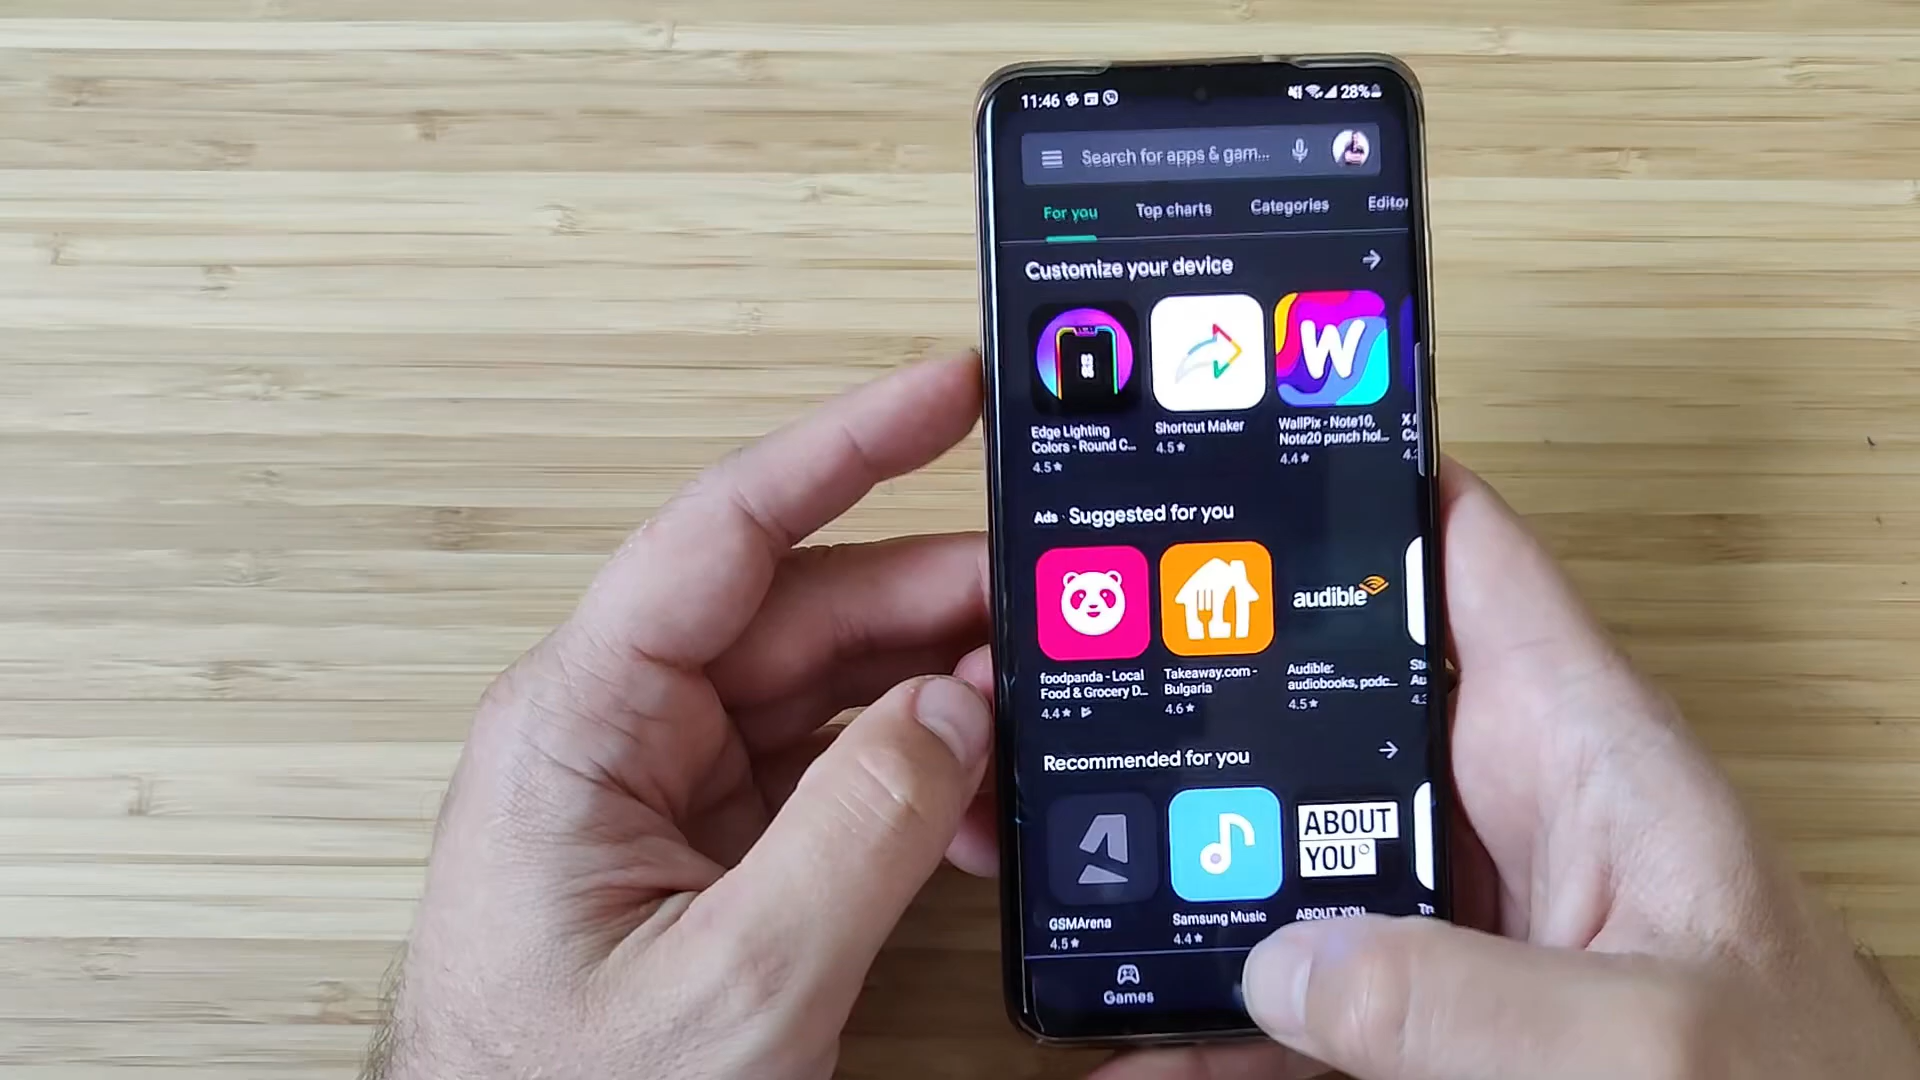 11:46
28%
Search for apps & gam...
For you
Top charts
Categories
Editor
Customize your device
Edge Lighting
Colors - Round C...
4.5★
Shortcut Maker
4.5★
W
WallPix - Note10,
Note20 punch hol...
4.4★
Ads · Suggested for you
foodpanda - Local
Food & Grocery D...
4.4★
Takeaway.com -
Bulgaria
4.6★
audible
Audible:
audiobooks, podc...
4.5★
Recommended for you
GSMArena
4.5★
Samsung Music
4.4★
ABOUT
YOU°
ABOUT YOU
Games